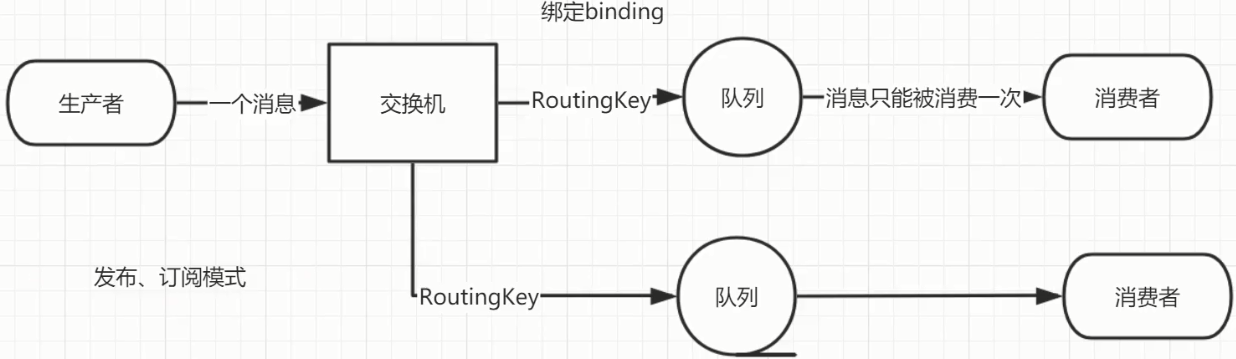 绑定binding
生产者
一个消息
交换机
RoutingKey
队列
消息只能被消费一次
消费者
发布、订阅模式
RoutingKey
队列
消费者